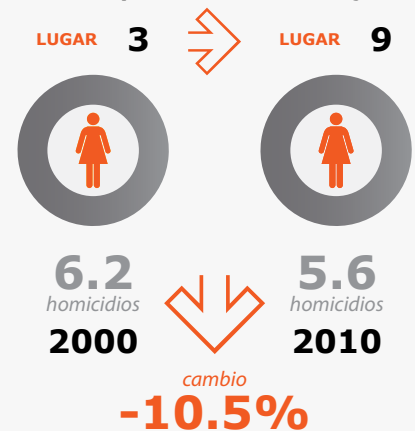 LUGAR 3
LUGAR 9
6.2
homicidios
2000
5.6
homicidios
2010
cambio
-10.5%